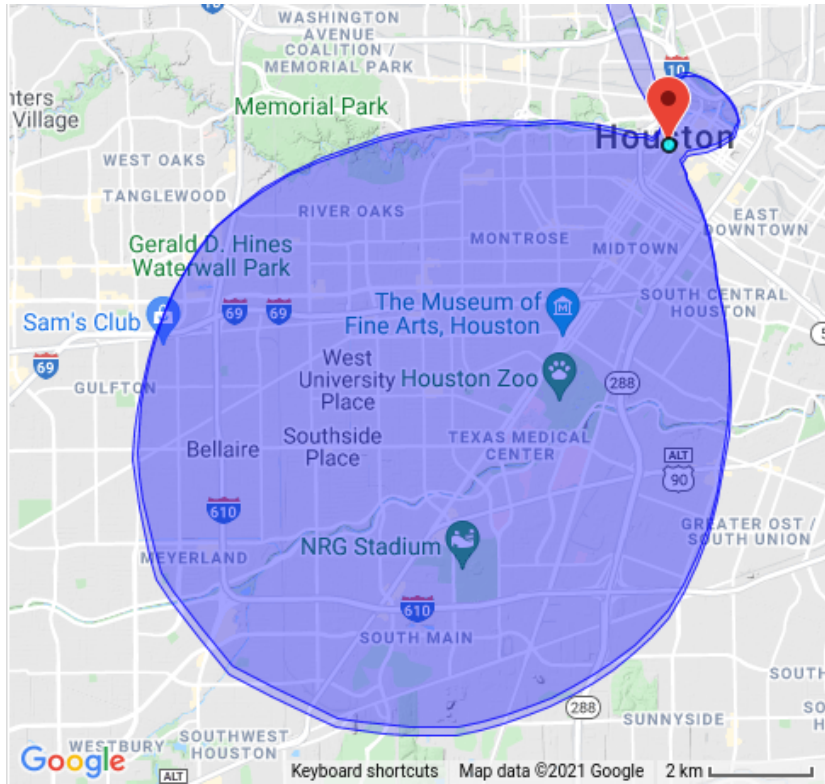 10
WASHINGTON
AVENUE
COALITION /
MEMORIAL PARK
nters
Village
Memorial Park
10
Houston
WEST OAKS
TANGLEWOOD
RIVER OAKS
EAST
DOWNTOWN
Gerald D. Hines
Waterwall Park
MONTROSE
MIDTOWN
Sam's Club
69
69
The Museum of
Fine Arts, Houston
SOUTH CENTRAL
HOUSTON
5
69
GULFTON
West
University
Place
Houston Zoo
288
Bellaire
Southside
Place
TEXAS MEDICAL
CENTER
ALT
90
610
NRG Stadium
GREATER OST /
SOUTH UNION
MEYERLAND
610
SOUTH MAIN
SOUTH
288
SUNNYSIDE
SO
HO
WESTBURY
SOUTHWEST
HOUSTON
Google
ALT
Keyboard shortcuts
Map data ©2021 Google
2 km